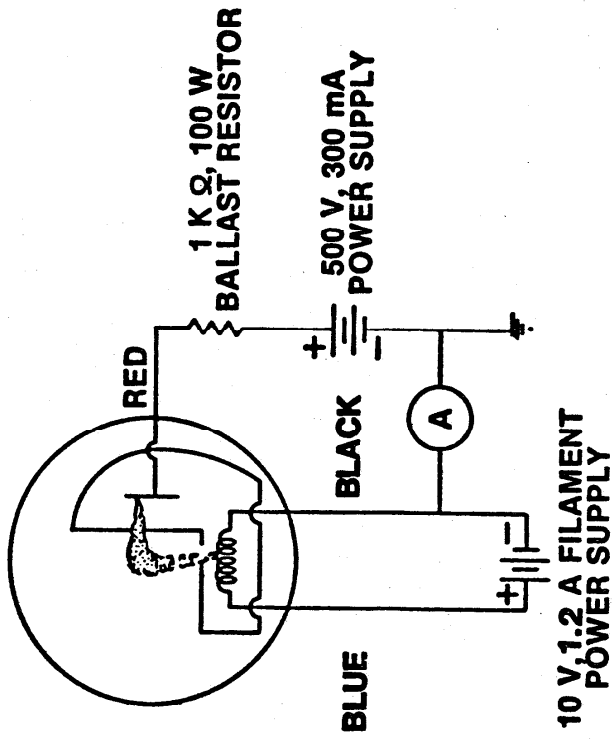 1 K Ω, 100 W
BALLAST RESISTOR
500 V, 300 mA
POWER SUPPLY
RED
+
−
BLACK
A
BLUE
+
−
10 V, 1.2 A FILAMENT
POWER SUPPLY